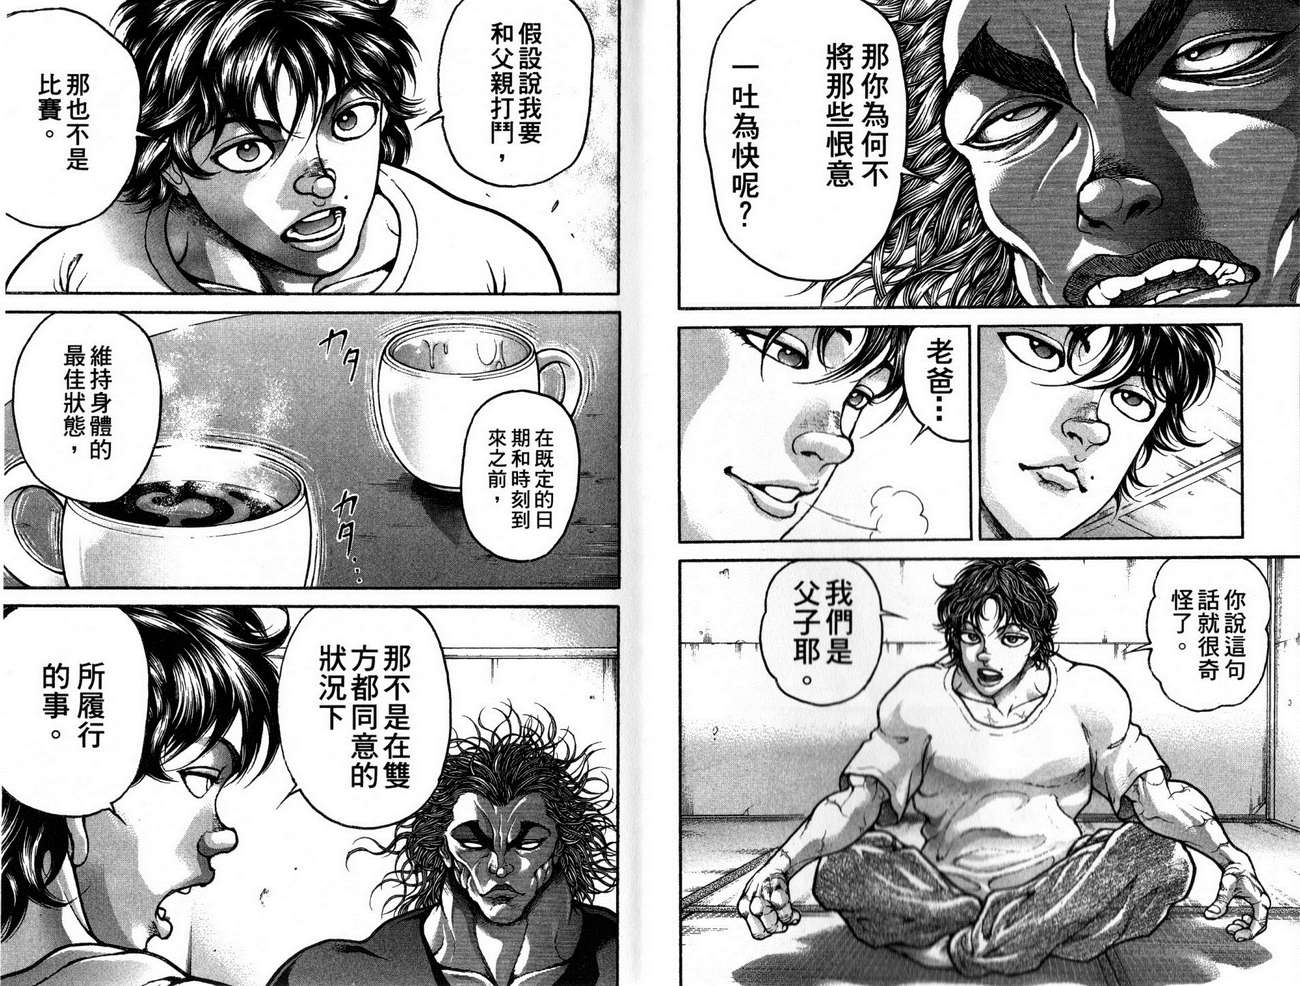 那你為何不
將那些恨意
一吐為快呢？
老爸…
你說這句
話就很奇
怪了。
我們是
父子耶。
假設說我要
和父親打鬥，
那也不是
比賽。
カタ
在既定的日
期和時刻到
來之前，
維持身體的
最佳狀態，
カタ…
那不是在雙
方都同意的
狀況下
所履行
的事。